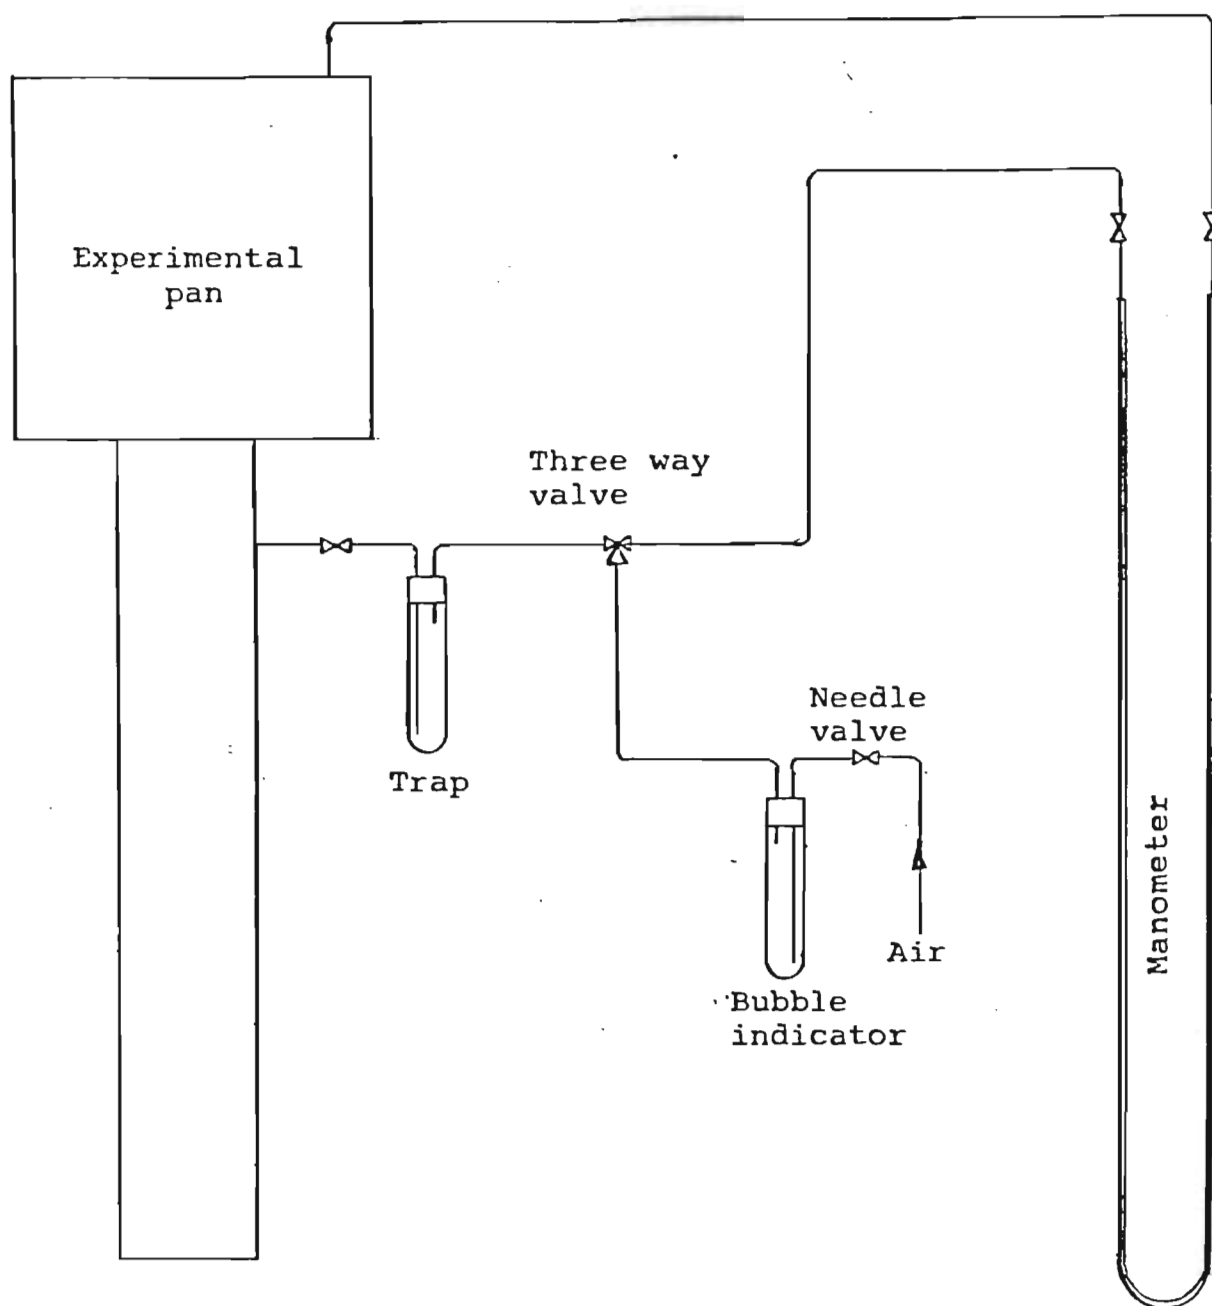 Experimental
pan
Three way
valve
Needle
valve
Trap
Air
Bubble
indicator
Manometer